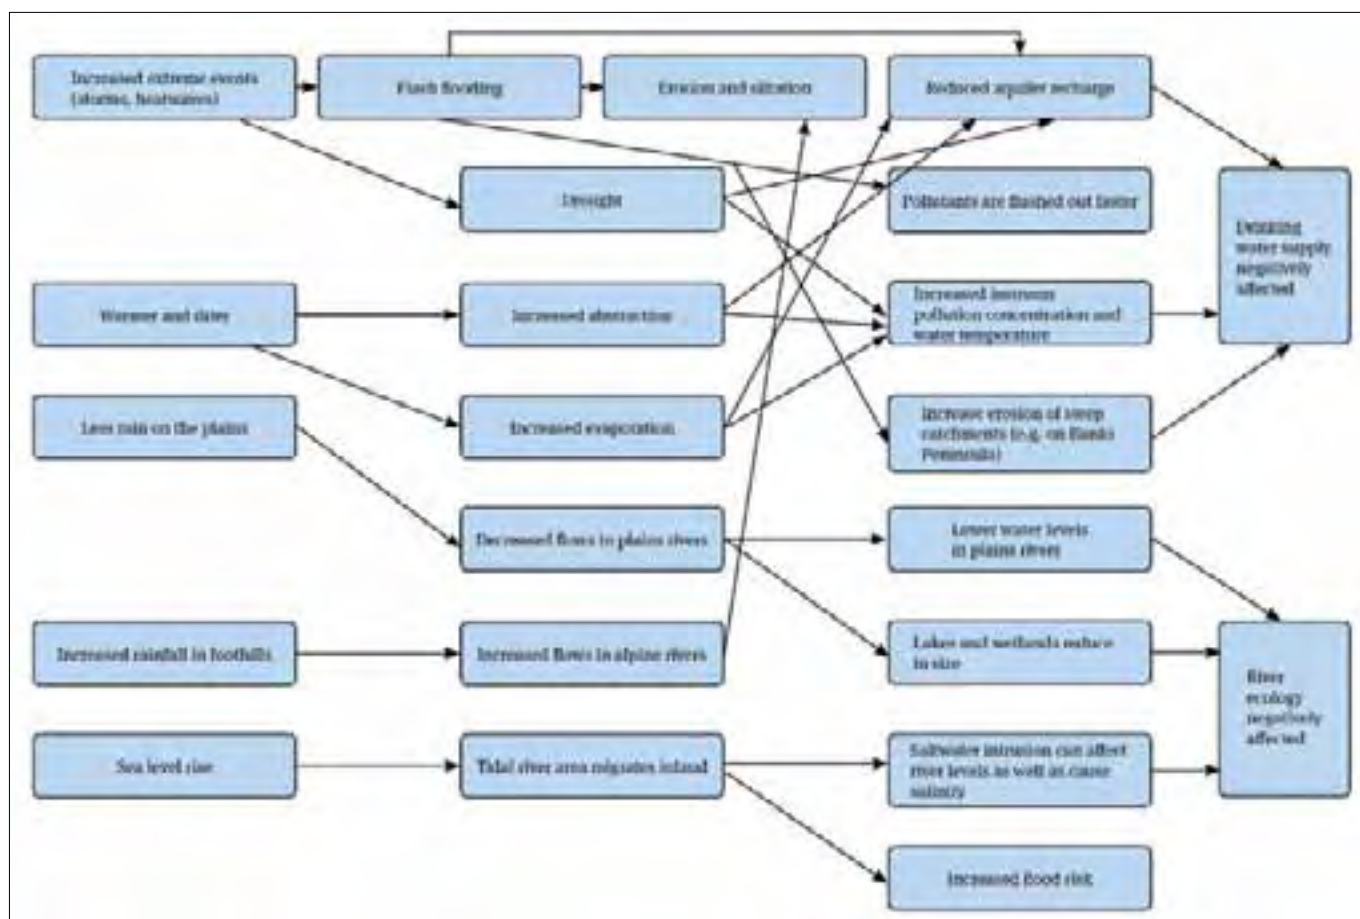 Increased extreme events
(storms, heatwaves)
Flash flooding
Erosion and siltation
Reduced aquifer recharge
Drought
Pollutants are flushed out faster
Drinking
water supply
negatively
affected
Warmer and drier
Increased abstraction
Increased instream
pollution concentration and
water temperature
Less rain on the plains
Increased evaporation
Increase erosion of steep
catchments (e.g. on Banks
Peninsula)
Decreased flows in plains rivers
Lower water levels
in plains rivers
Increased rainfall in foothills
Increased flows in alpine rivers
Lakes and wetlands reduce
in size
River
ecology
negatively
affected
Sea level rise
Tidal river area migrates inland
Saltwater intrusion can affect
river levels as well as cause
salinity
Increased flood risk